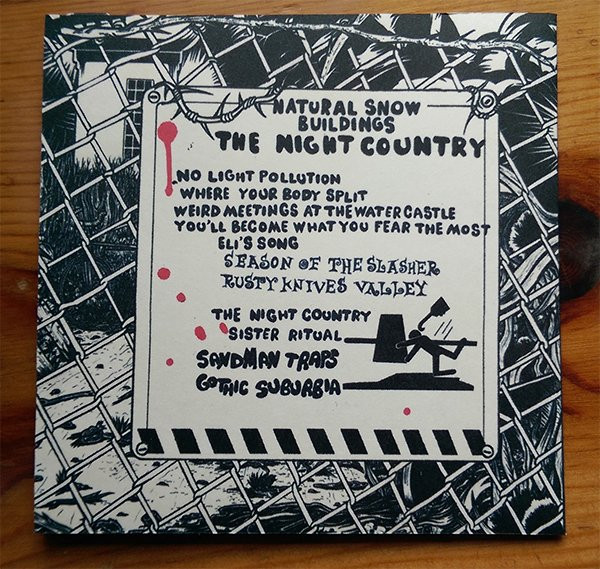 NATURAL SNOW
BUILDINGS
THE NIGHT COUNTRY
NO LIGHT POLLUTION
WHERE YOUR BODY SPLIT
WEIRD MEETINGS AT THE WATER CASTLE
YOU'LL BECOME WHAT YOU FEAR THE MOST
ELI'S SONG
SEASON OF THE SLASHER
RUSTY KNIVES VALLEY
THE NIGHT COUNTRY
SISTER RITUAL
SANDMAN TRAPS
GOTHIC SUBURBIA